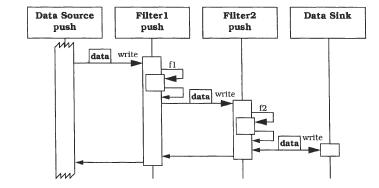 Data Source
push
Filter1
push
Filter2
push
Data Sink
data
write
f1
data
write
f2
data
write